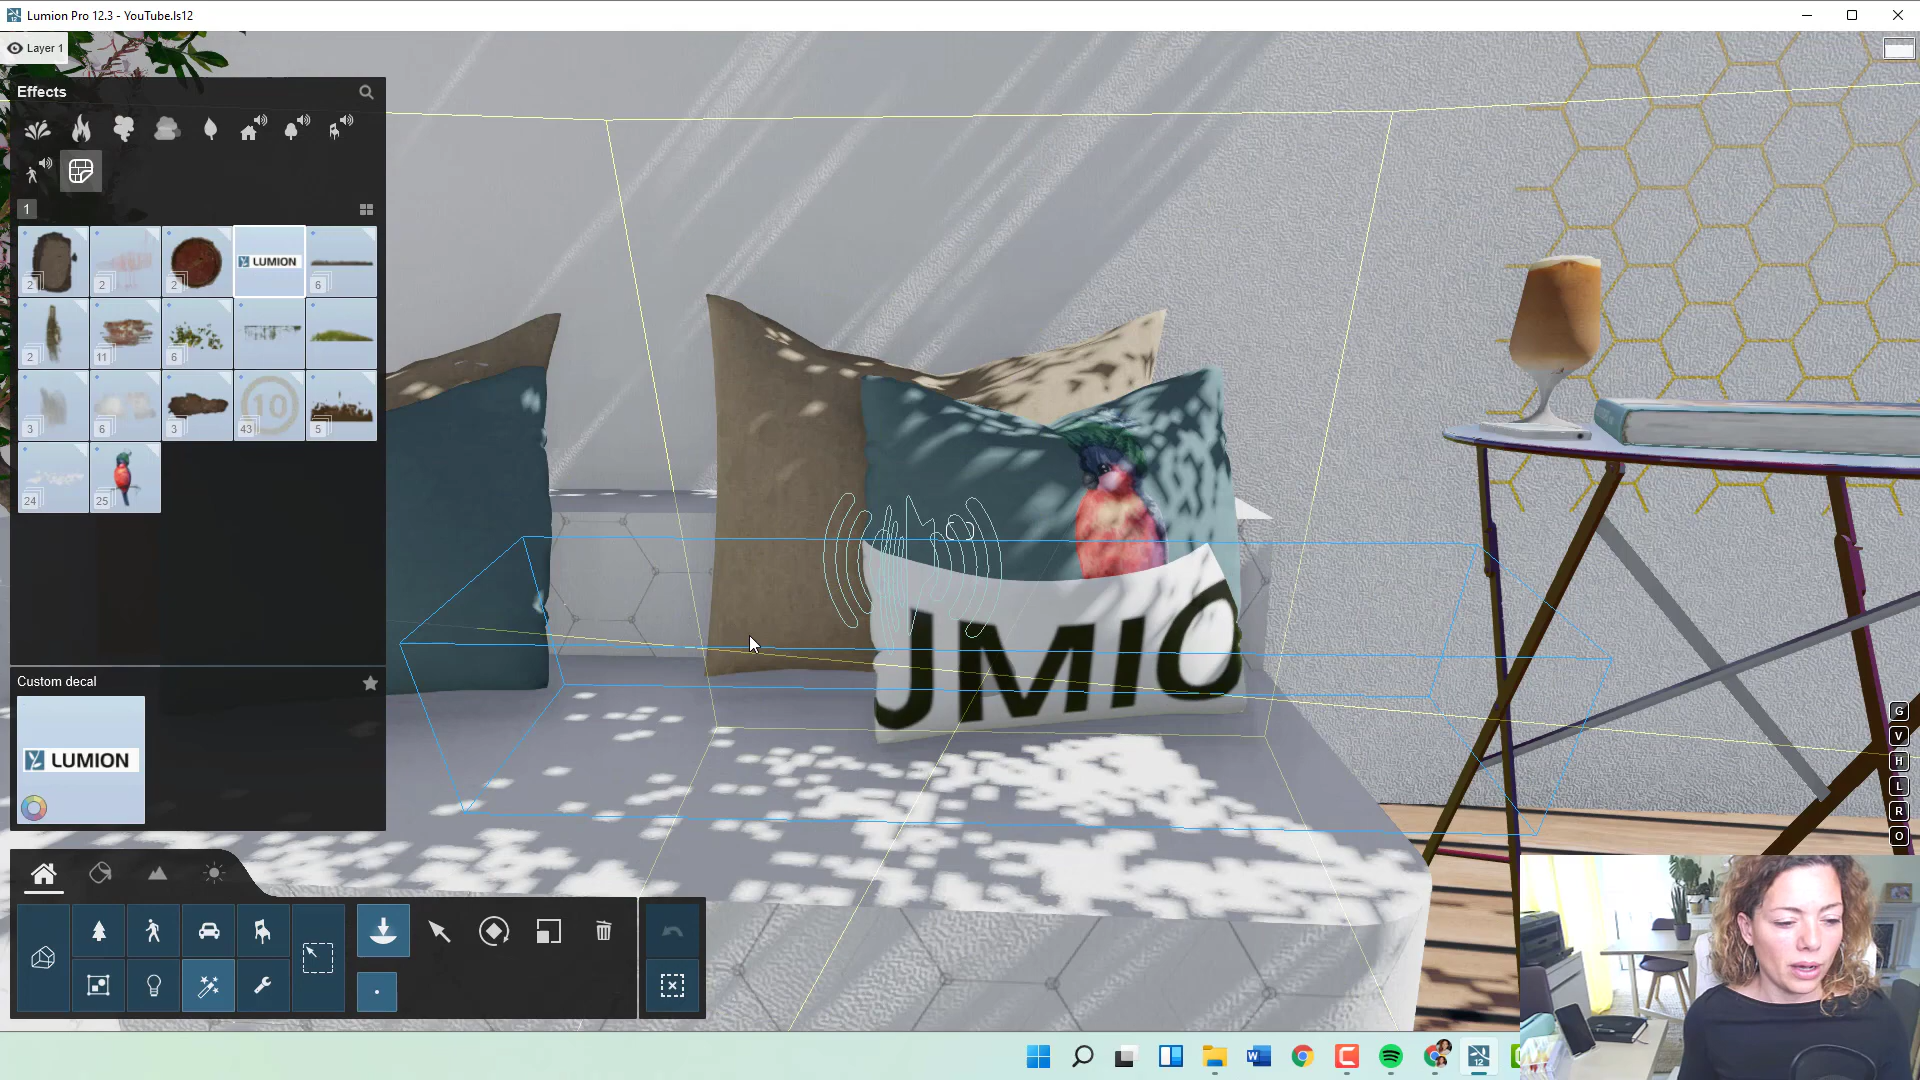 Lumion Pro 12.3 - YouTube.ls12
Layer 1
Effects
1
2
2
2
LUMION
6
2
11
6
3
6
3
10
43
5
24
25
JMIO
Custom decal
LUMION
G
V
H
L
R
O
W
12